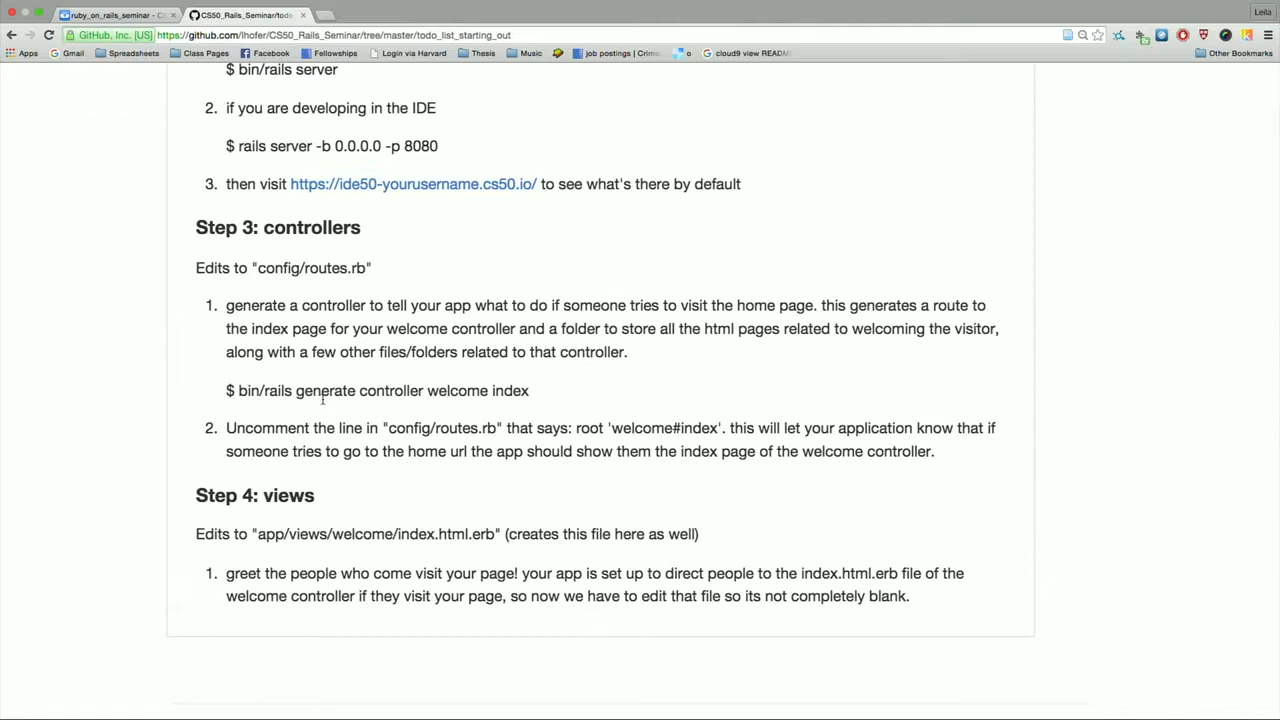 ruby_on_rails_seminar - C
CS50_Rails_Seminar/todo_
Leila
GitHub, Inc. [US] https://github.com/lhofer/CS50_Rails_Seminar/tree/master/todo_list_starting_out
Apps Gmail Spreadsheets Class Pages Facebook Fellowships Login via Harvard Thesis Music job postings | Crims o cloud9 view READM Other Bookmarks
$ bin/rails server
2. if you are developing in the IDE
$ rails server -b 0.0.0.0 -p 8080
3. then visit https://ide50-yourusername.cs50.io/ to see what's there by default
Step 3: controllers
Edits to "config/routes.rb"
1. generate a controller to tell your app what to do if someone tries to visit the home page. this generates a route to
the index page for your welcome controller and a folder to store all the html pages related to welcoming the visitor,
along with a few other files/folders related to that controller.
$ bin/rails generate controller welcome index
2. Uncomment the line in "config/routes.rb" that says: root 'welcome#index'. this will let your application know that if
someone tries to go to the home url the app should show them the index page of the welcome controller.
Step 4: views
Edits to "app/views/welcome/index.html.erb" (creates this file here as well)
1. greet the people who come visit your page! your app is set up to direct people to the index.html.erb file of the
welcome controller if they visit your page, so now we have to edit that file so its not completely blank.